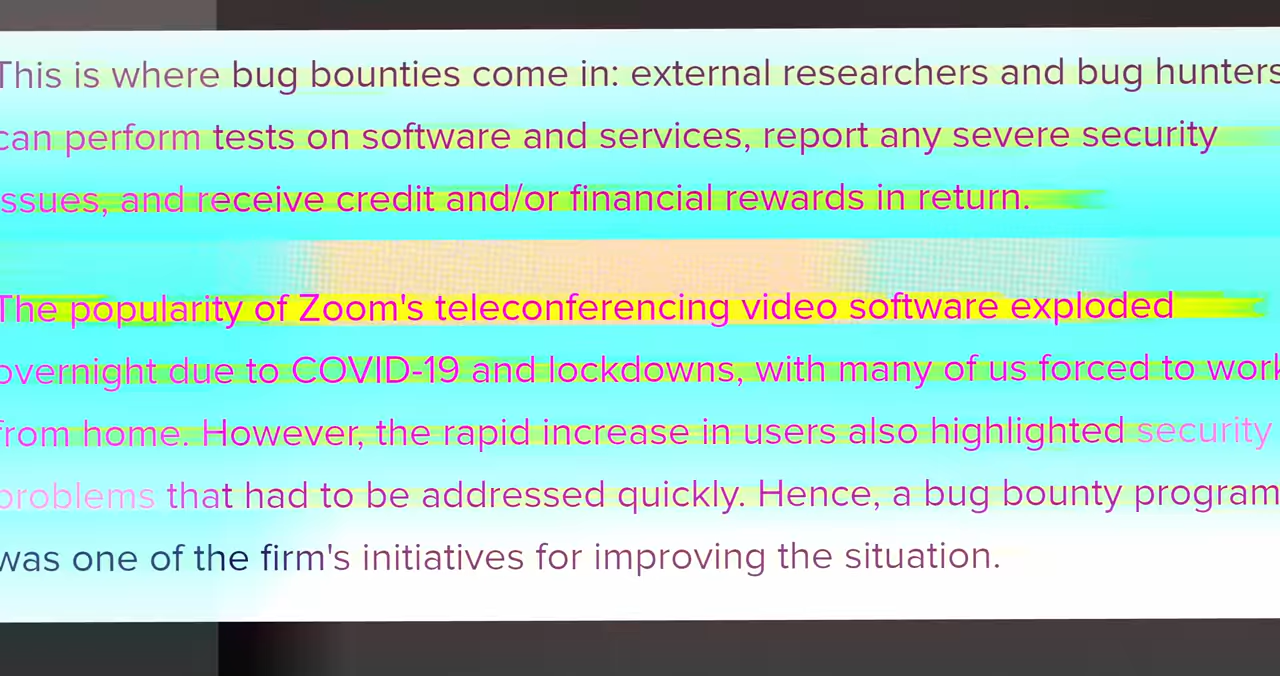 This is where bug bounties come in: external researchers and bug hunters
can perform tests on software and services, report any severe security
issues, and receive credit and/or financial rewards in return.
The popularity of Zoom's teleconferencing video software exploded
overnight due to COVID-19 and lockdowns, with many of us forced to work
from home. However, the rapid increase in users also highlighted security
problems that had to be addressed quickly. Hence, a bug bounty program
was one of the firm's initiatives for improving the situation.